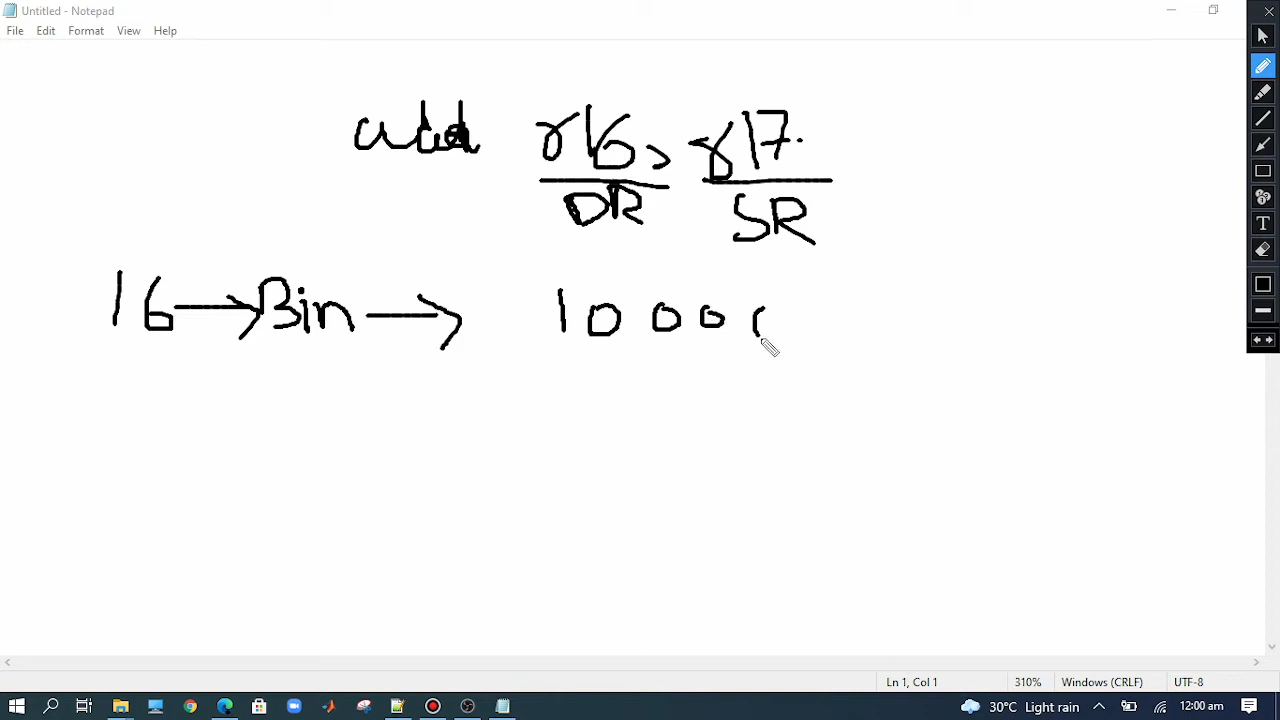 Untitled - Notepad
File Edit Format View Help
add r16, r17.
DR SR
16 → Bin → 1000
Ln 1, Col 1 310% Windows (CRLF) UTF-8
30°C Light rain 12:00 am